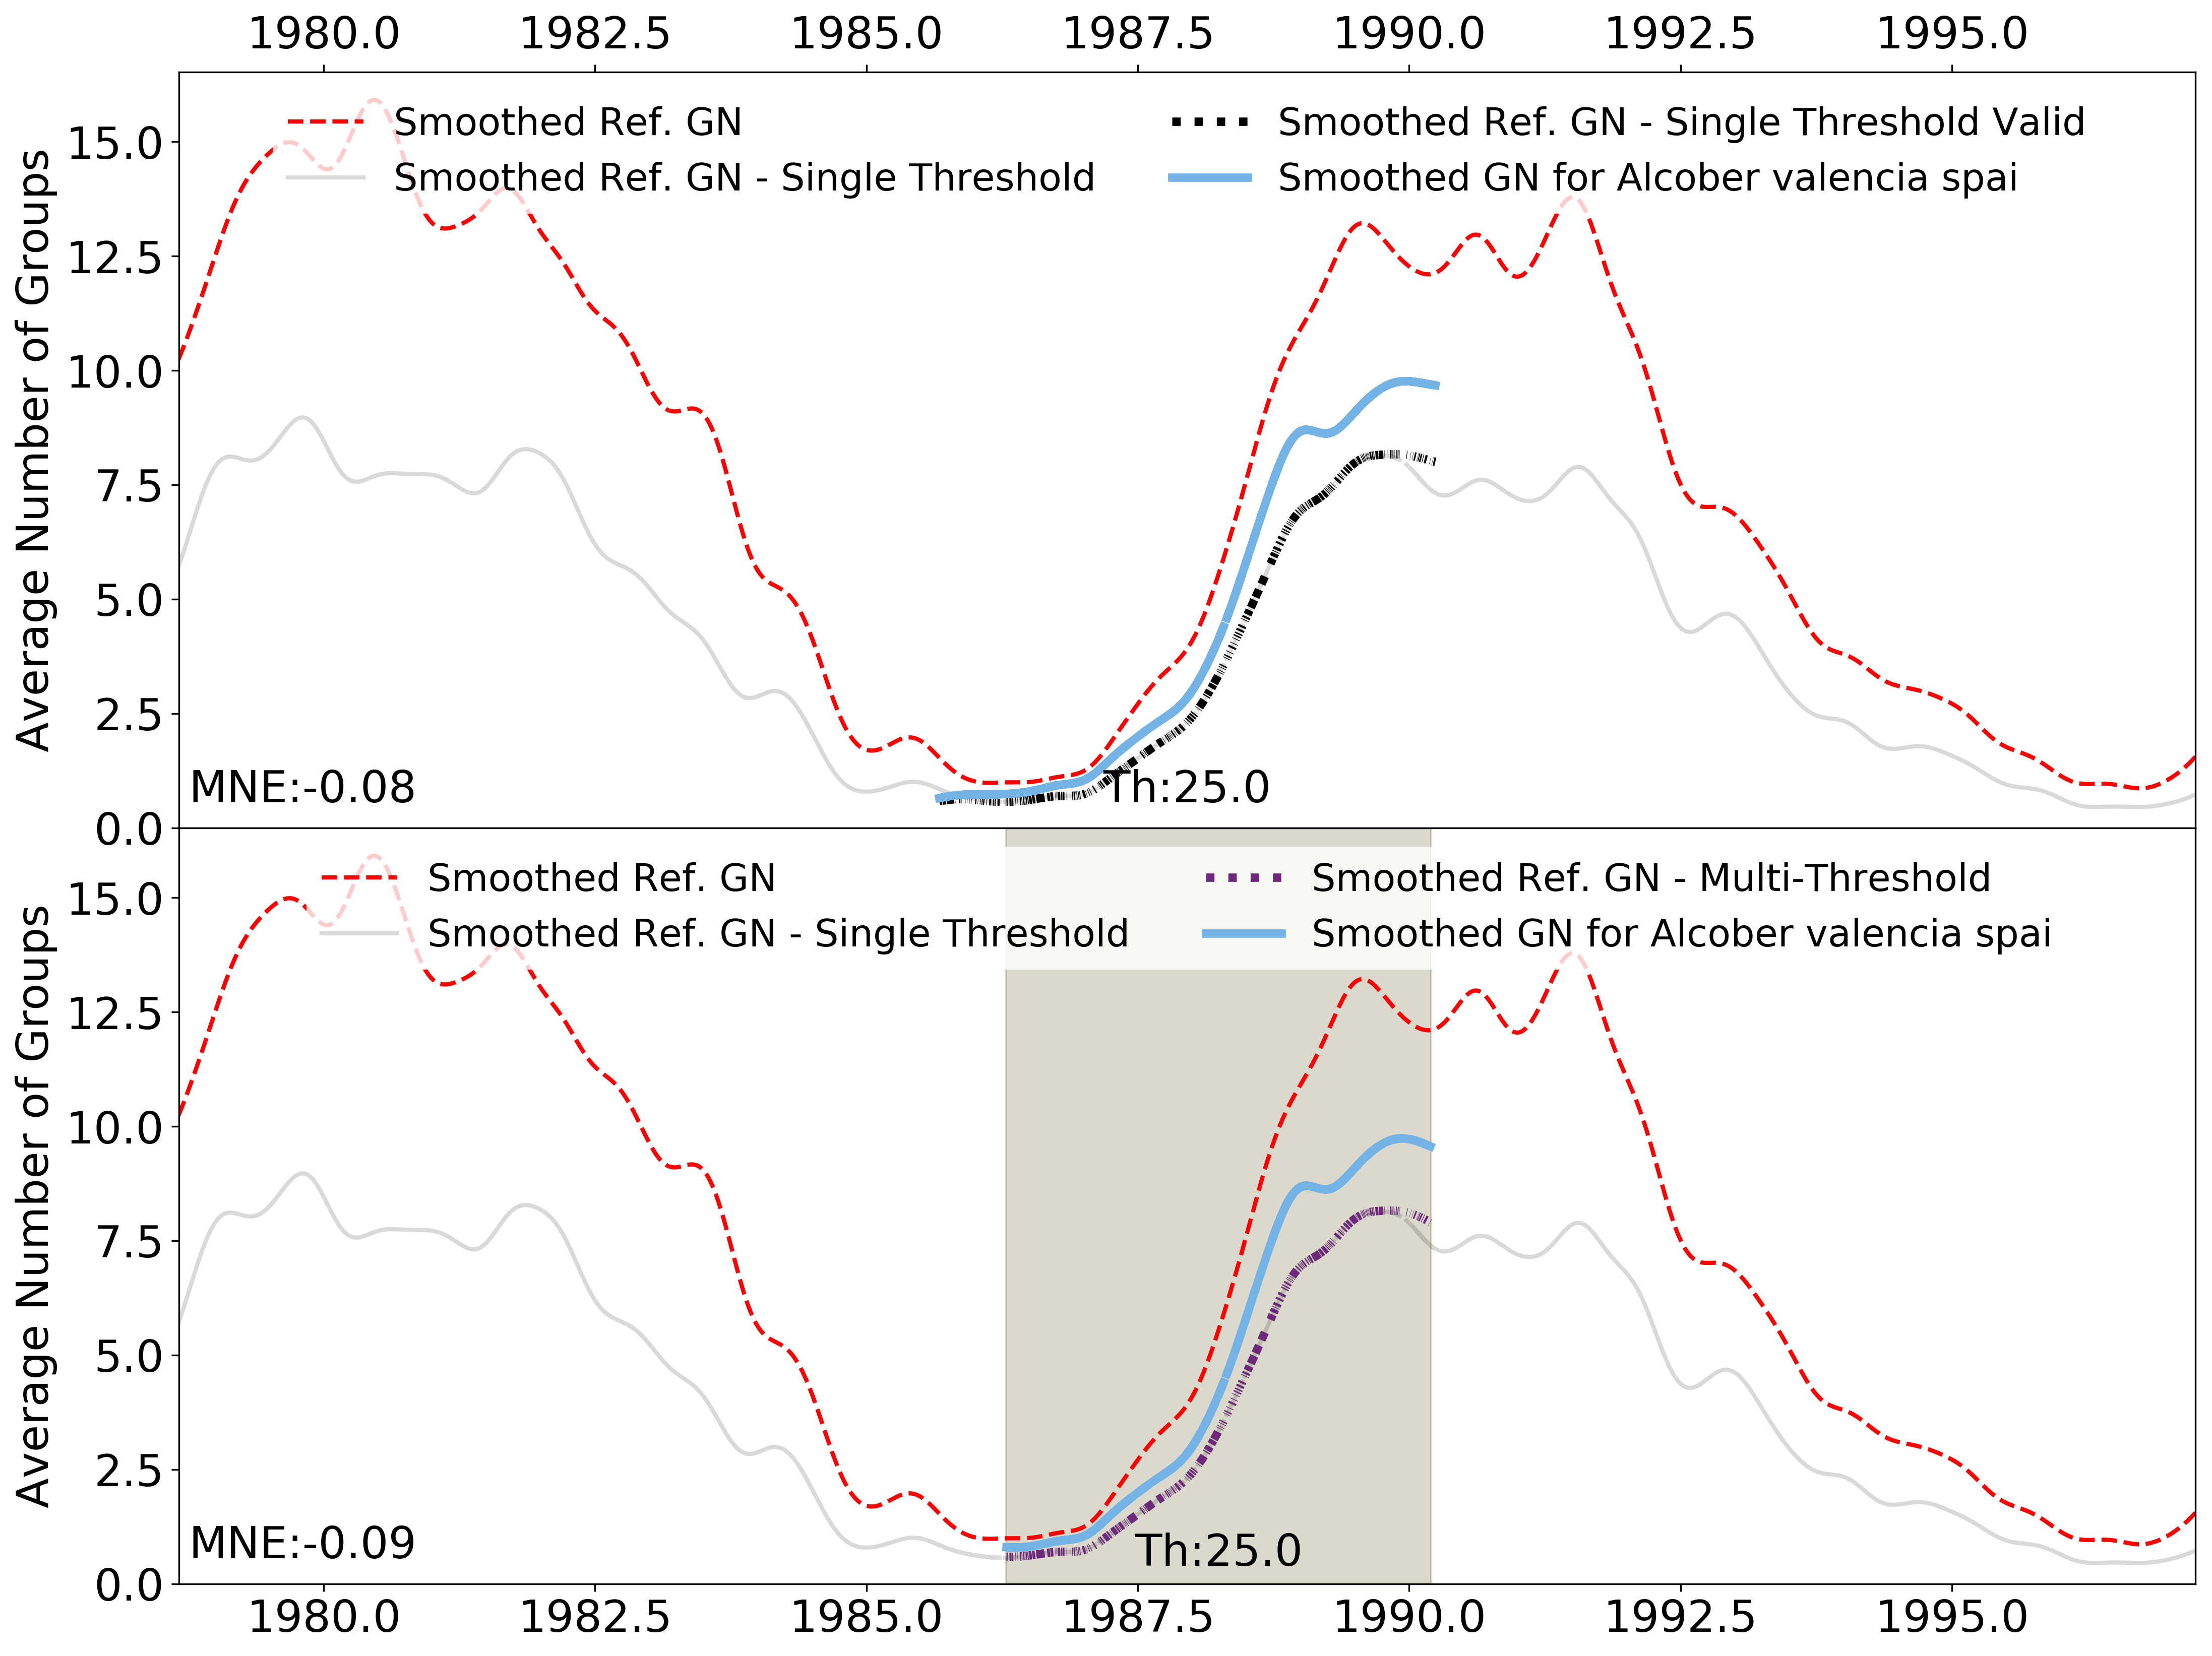 1980.0 1982.5 1985.0 1987.5 1990.0 1992.5 1995.0
Smoothed Ref. GN
Smoothed Ref. GN - Single Threshold
Smoothed Ref. GN - Single Threshold Valid
Smoothed GN for Alcober valencia spai
Average Number of Groups
15.0
12.5
10.0
7.5
5.0
2.5
0.0
MNE:-0.08
Th:25.0
Smoothed Ref. GN
Smoothed Ref. GN - Single Threshold
Smoothed Ref. GN - Multi-Threshold
Smoothed GN for Alcober valencia spai
Average Number of Groups
15.0
12.5
10.0
7.5
5.0
2.5
0.0
MNE:-0.09
Th:25.0
1980.0 1982.5 1985.0 1987.5 1990.0 1992.5 1995.0